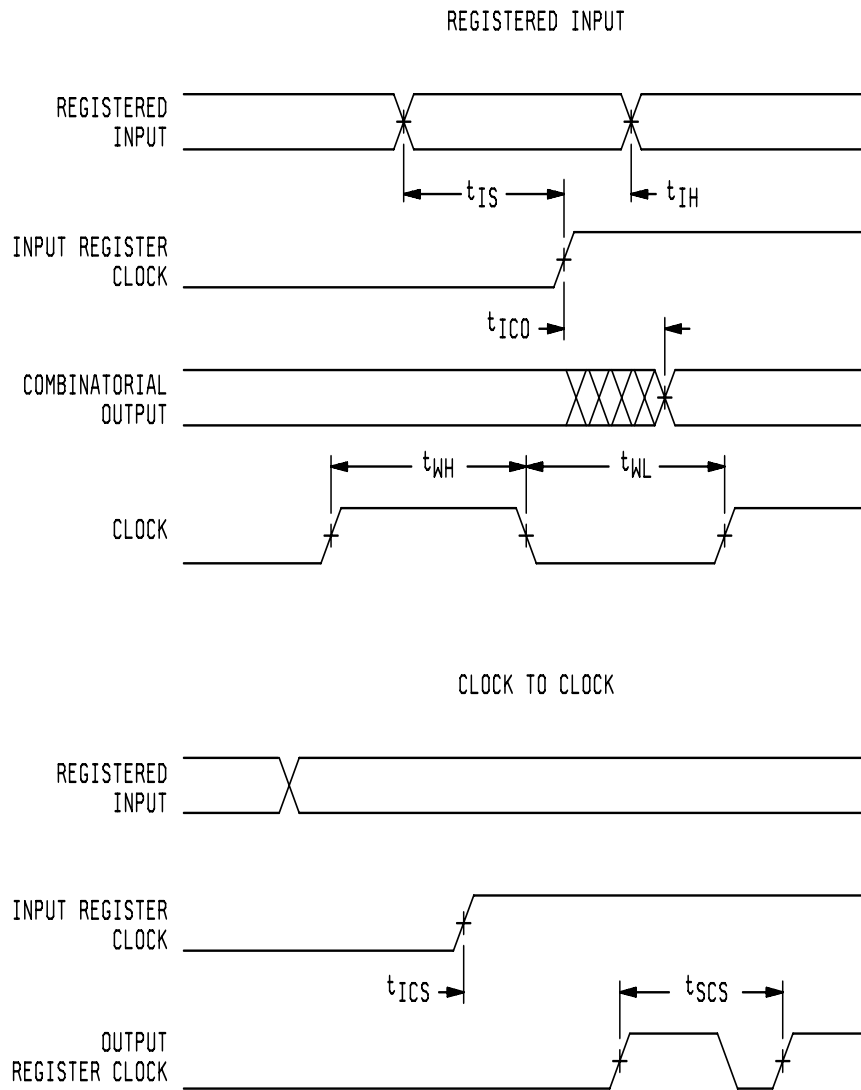 REGISTERED INPUT
REGISTERED
INPUT
tIS
tIH
INPUT REGISTER
CLOCK
tICO
COMBINATORIAL
OUTPUT
tWH
tWL
CLOCK
CLOCK TO CLOCK
REGISTERED
INPUT
INPUT REGISTER
CLOCK
tICS
tSCS
OUTPUT
REGISTER CLOCK